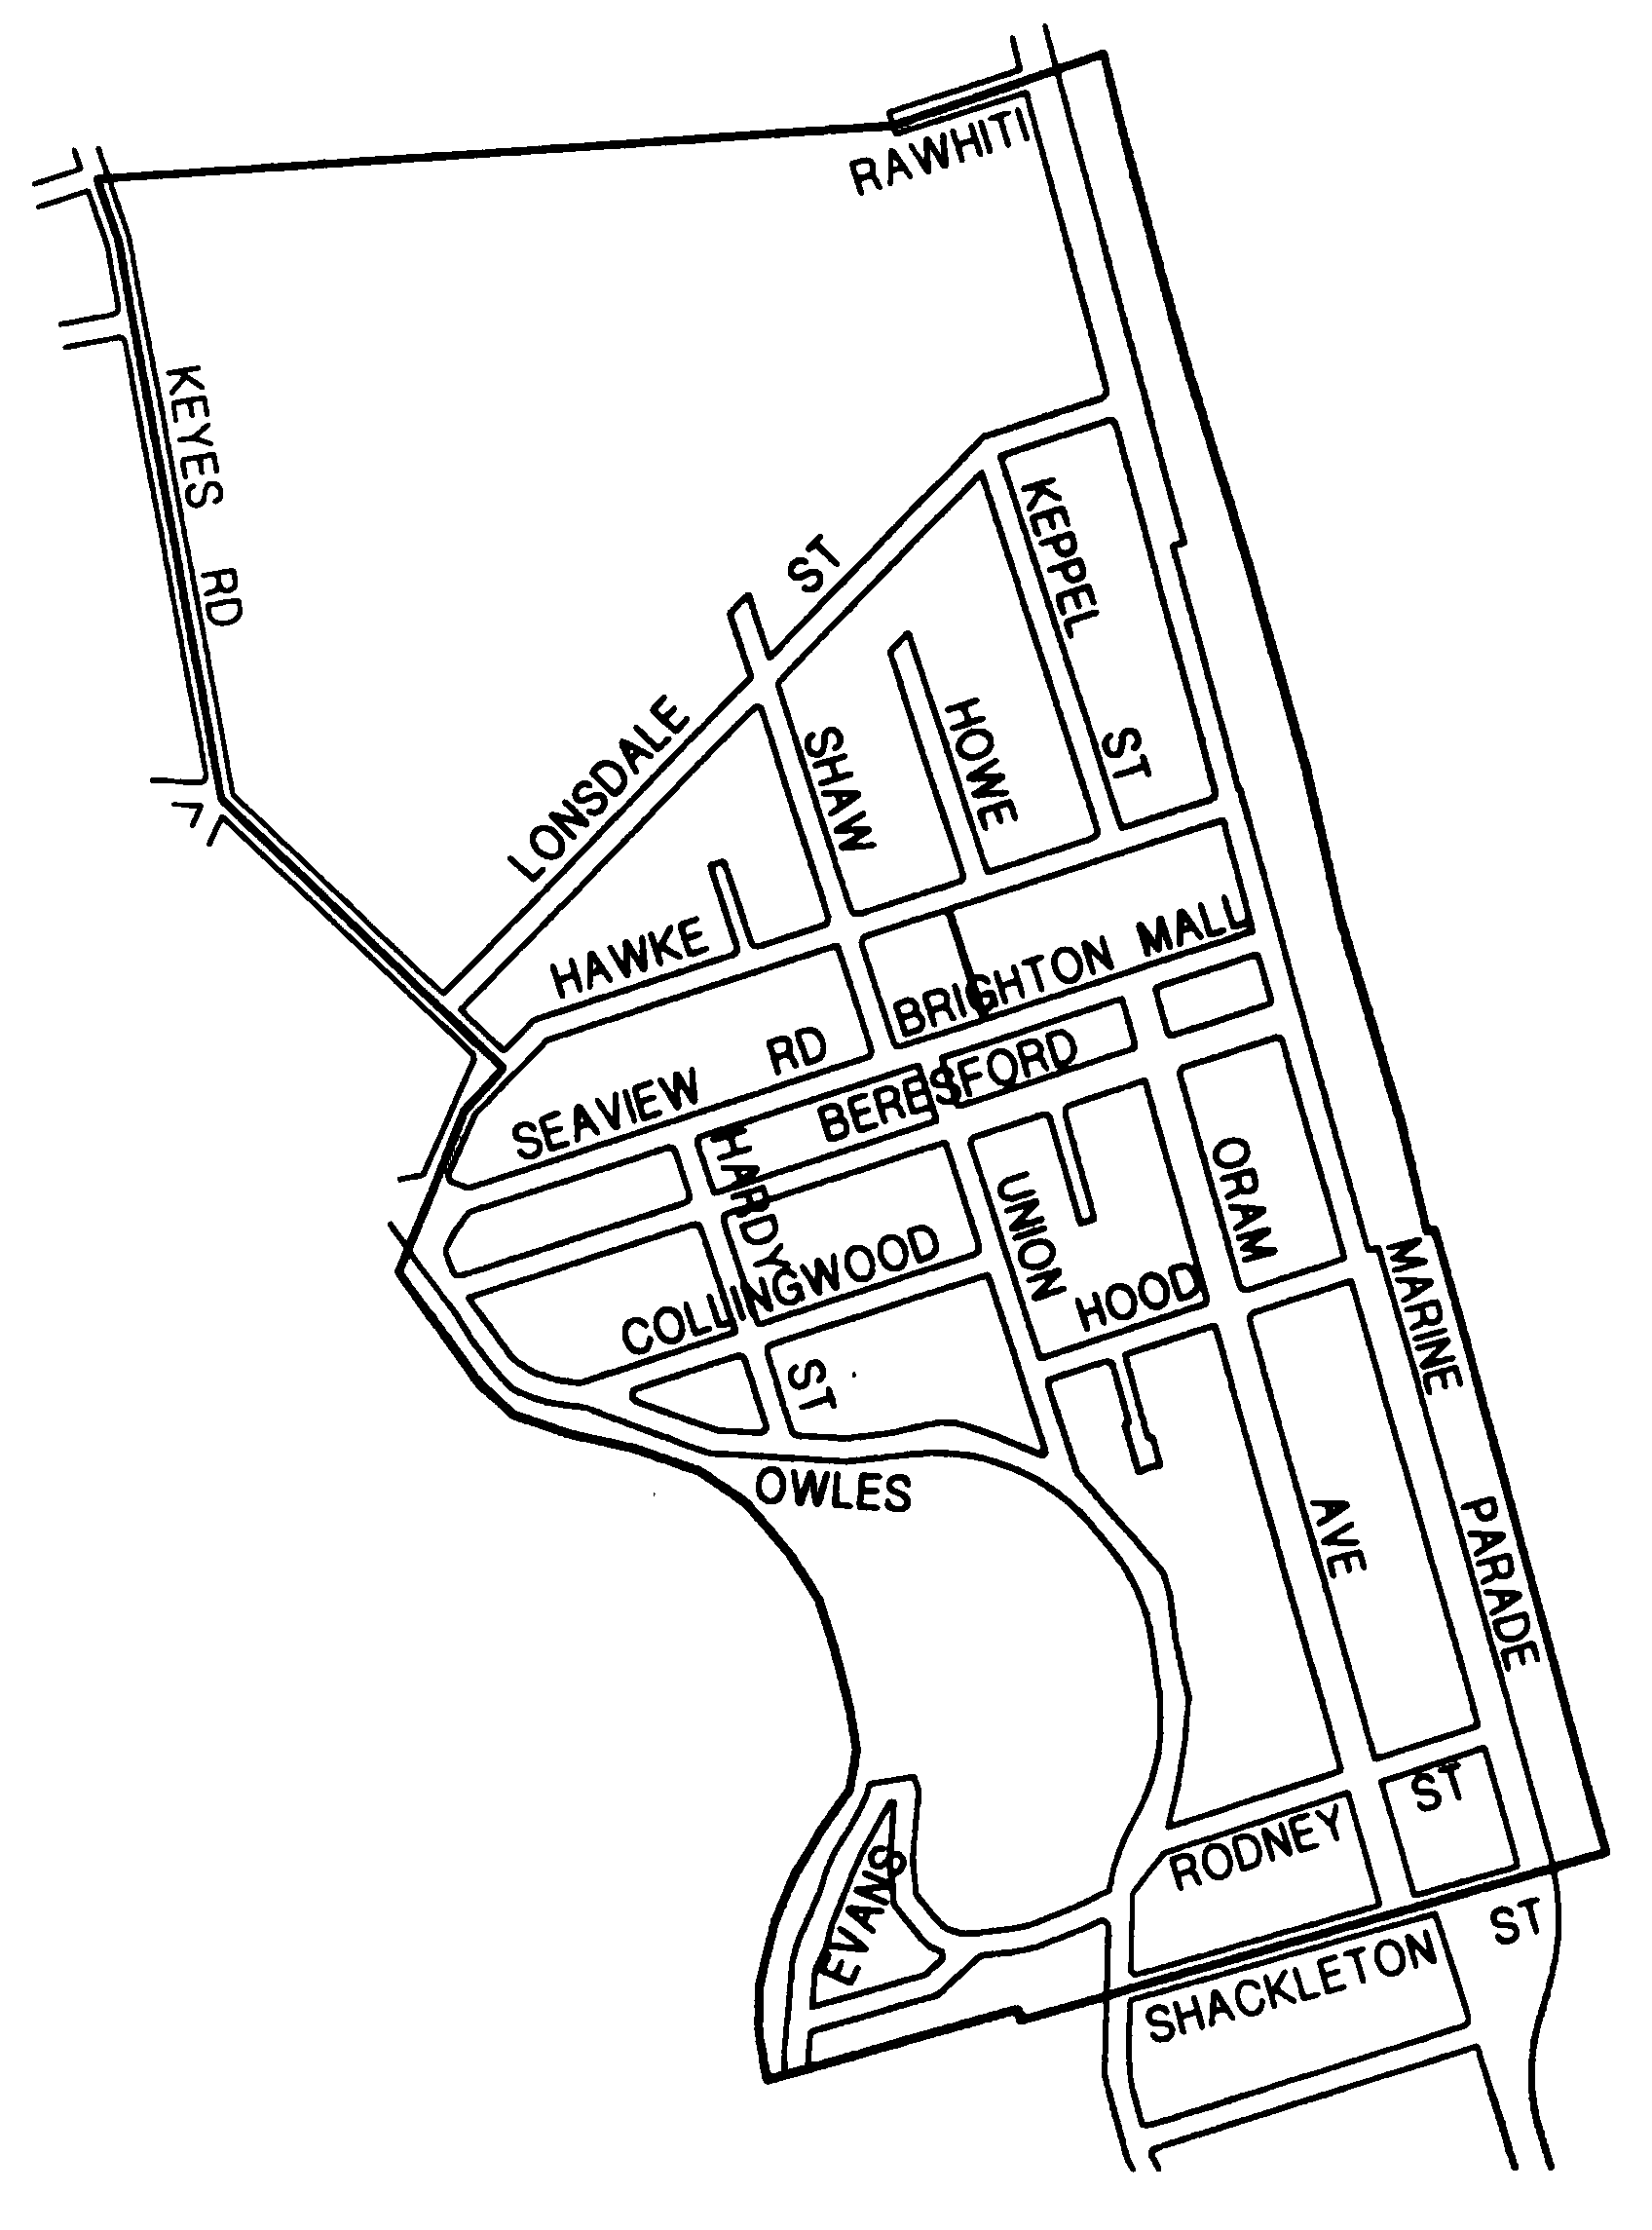 RAWHITI
KEYES RD
KEPPEL ST
LONSDALE ST
SHAW
HOWE
HAWKE
BRIGHTON MALL
SEAVIEW RD
BERESFORD
HARDY ST
UNION
ORAM AVE
COLLINGWOOD
HOOD
MARINE PARADE
OWLES
RODNEY ST
EVANS
SHACKLETON ST